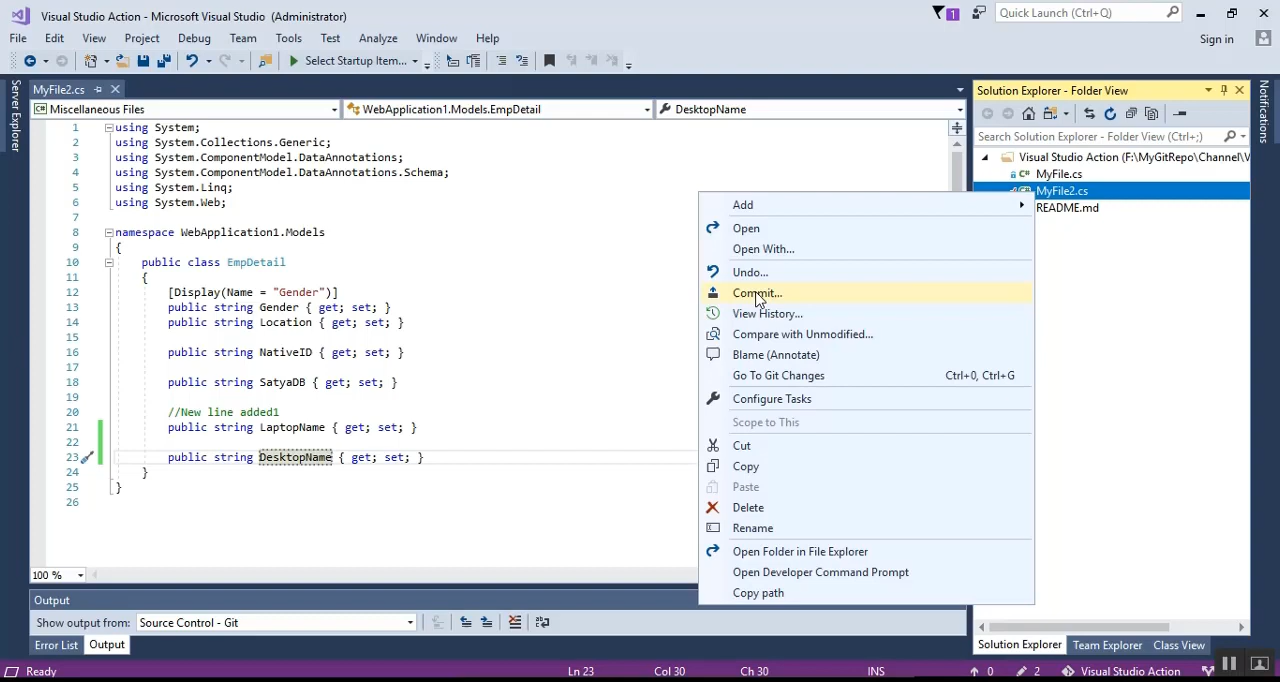 Visual Studio Action - Microsoft Visual Studio (Administrator)
1
Quick Launch (Ctrl+Q)
File Edit View Project Debug Team Tools Test Analyze Window Help
Sign in
Select Startup Item...
Server Explorer
MyFile2.cs
Miscellaneous Files
WebApplication1.Models.EmpDetail
DesktopName
1 using System;
2 using System.Collections.Generic;
3 using System.ComponentModel.DataAnnotations;
4 using System.ComponentModel.DataAnnotations.Schema;
5 using System.Linq;
6 using System.Web;
7
8 namespace WebApplication1.Models
9 {
10 public class EmpDetail
11 {
12 [Display(Name = "Gender")]
13 public string Gender { get; set; }
14 public string Location { get; set; }
15
16 public string NativeID { get; set; }
17
18 public string SatyaDB { get; set; }
19
20 //New line added1
21 public string LaptopName { get; set; }
22
23 public string DesktopName { get; set; }
24 }
25 }
26
100 %
Add
Open
Open With...
Undo...
Commit...
View History...
Compare with Unmodified...
Blame (Annotate)
Go To Git Changes Ctrl+0, Ctrl+G
Configure Tasks
Scope to This
Cut
Copy
Paste
Delete
Rename
Open Folder in File Explorer
Open Developer Command Prompt
Copy path
Solution Explorer - Folder View
Search Solution Explorer - Folder View (Ctrl+;)
Visual Studio Action (F:\MyGitRepo\Channel\V
C# MyFile.cs
C# MyFile2.cs
README.md
Notifications
Output
Show output from: Source Control - Git
Error List Output
Solution Explorer Team Explorer Class View
Ready Ln 23 Col 30 Ch 30 INS 0 2 Visual Studio Action